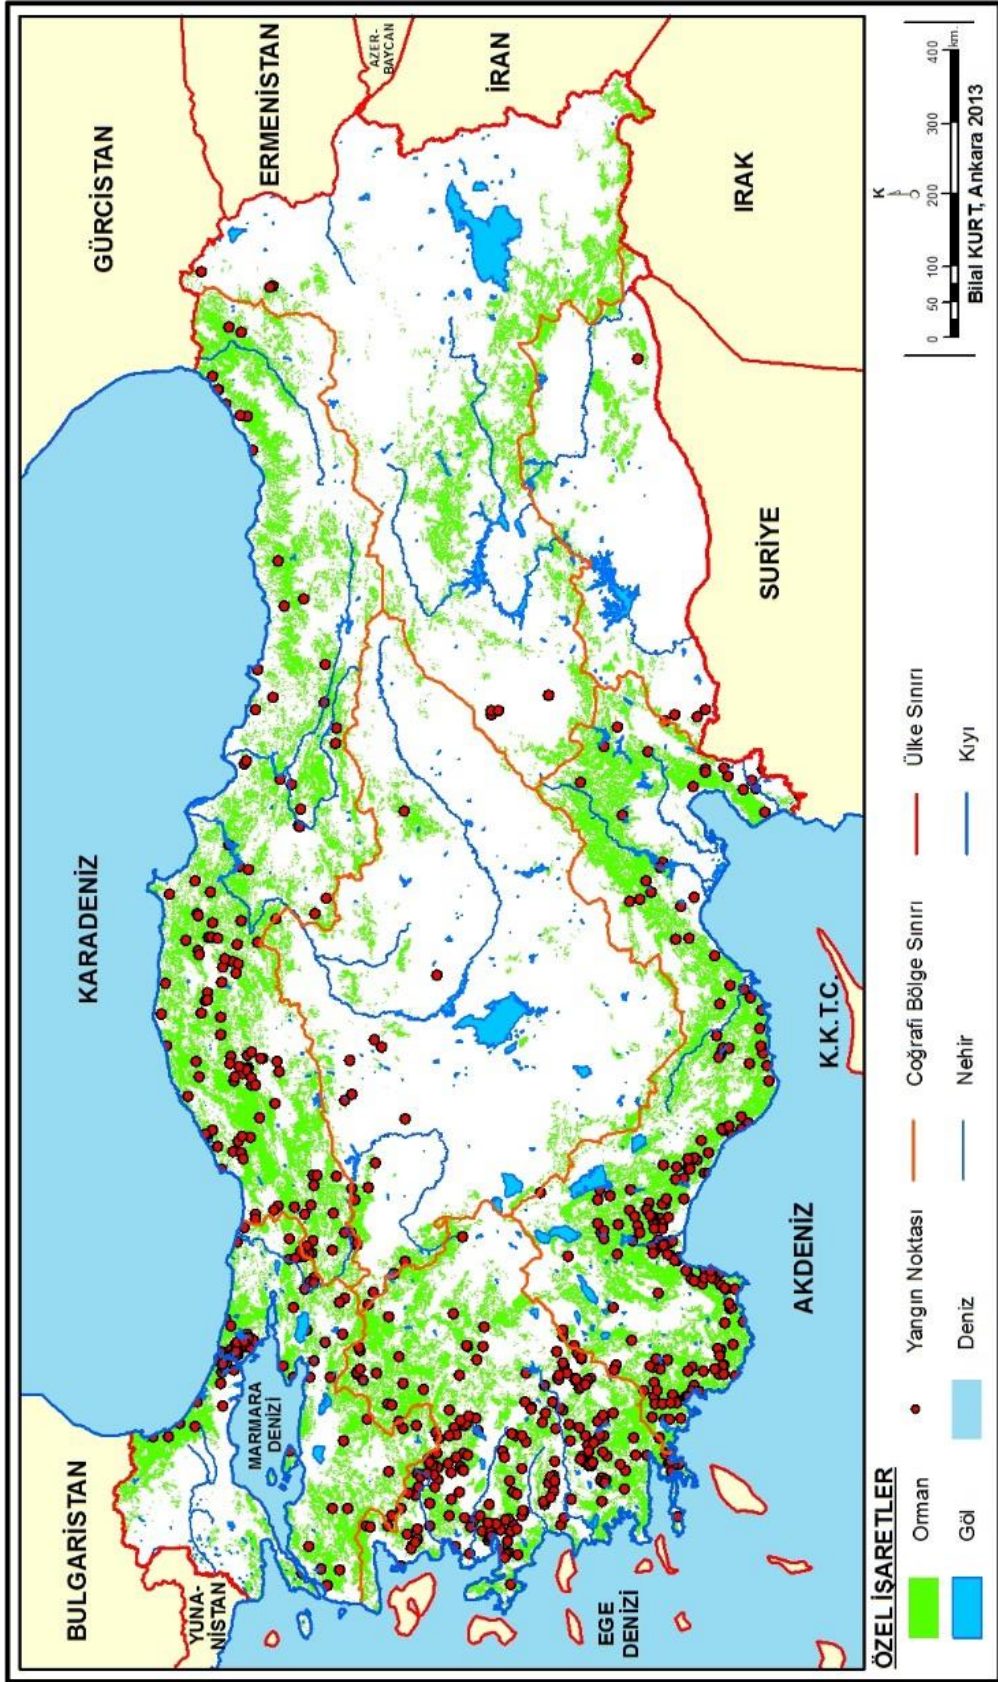 BULGARİSTAN
YUNA-
NİSTAN
KARADENİZ
GÜRCİSTAN
ERMENİSTAN
AZER-
BAYCAN
İRAN
MARMARA
DENİZİ
EGE
DENİZİ
AKDENİZ
K.K.T.C.
SURİYE
IRAK
K
ÖZEL İŞARETLER
Orman
Yangın Noktası
Coğrafi Bölge Sınırı
Ülke Sınırı
Göl
Deniz
Nehir
Kıyı
0 50 100 200 300 400
km.
Bilal KURT, Ankara 2013